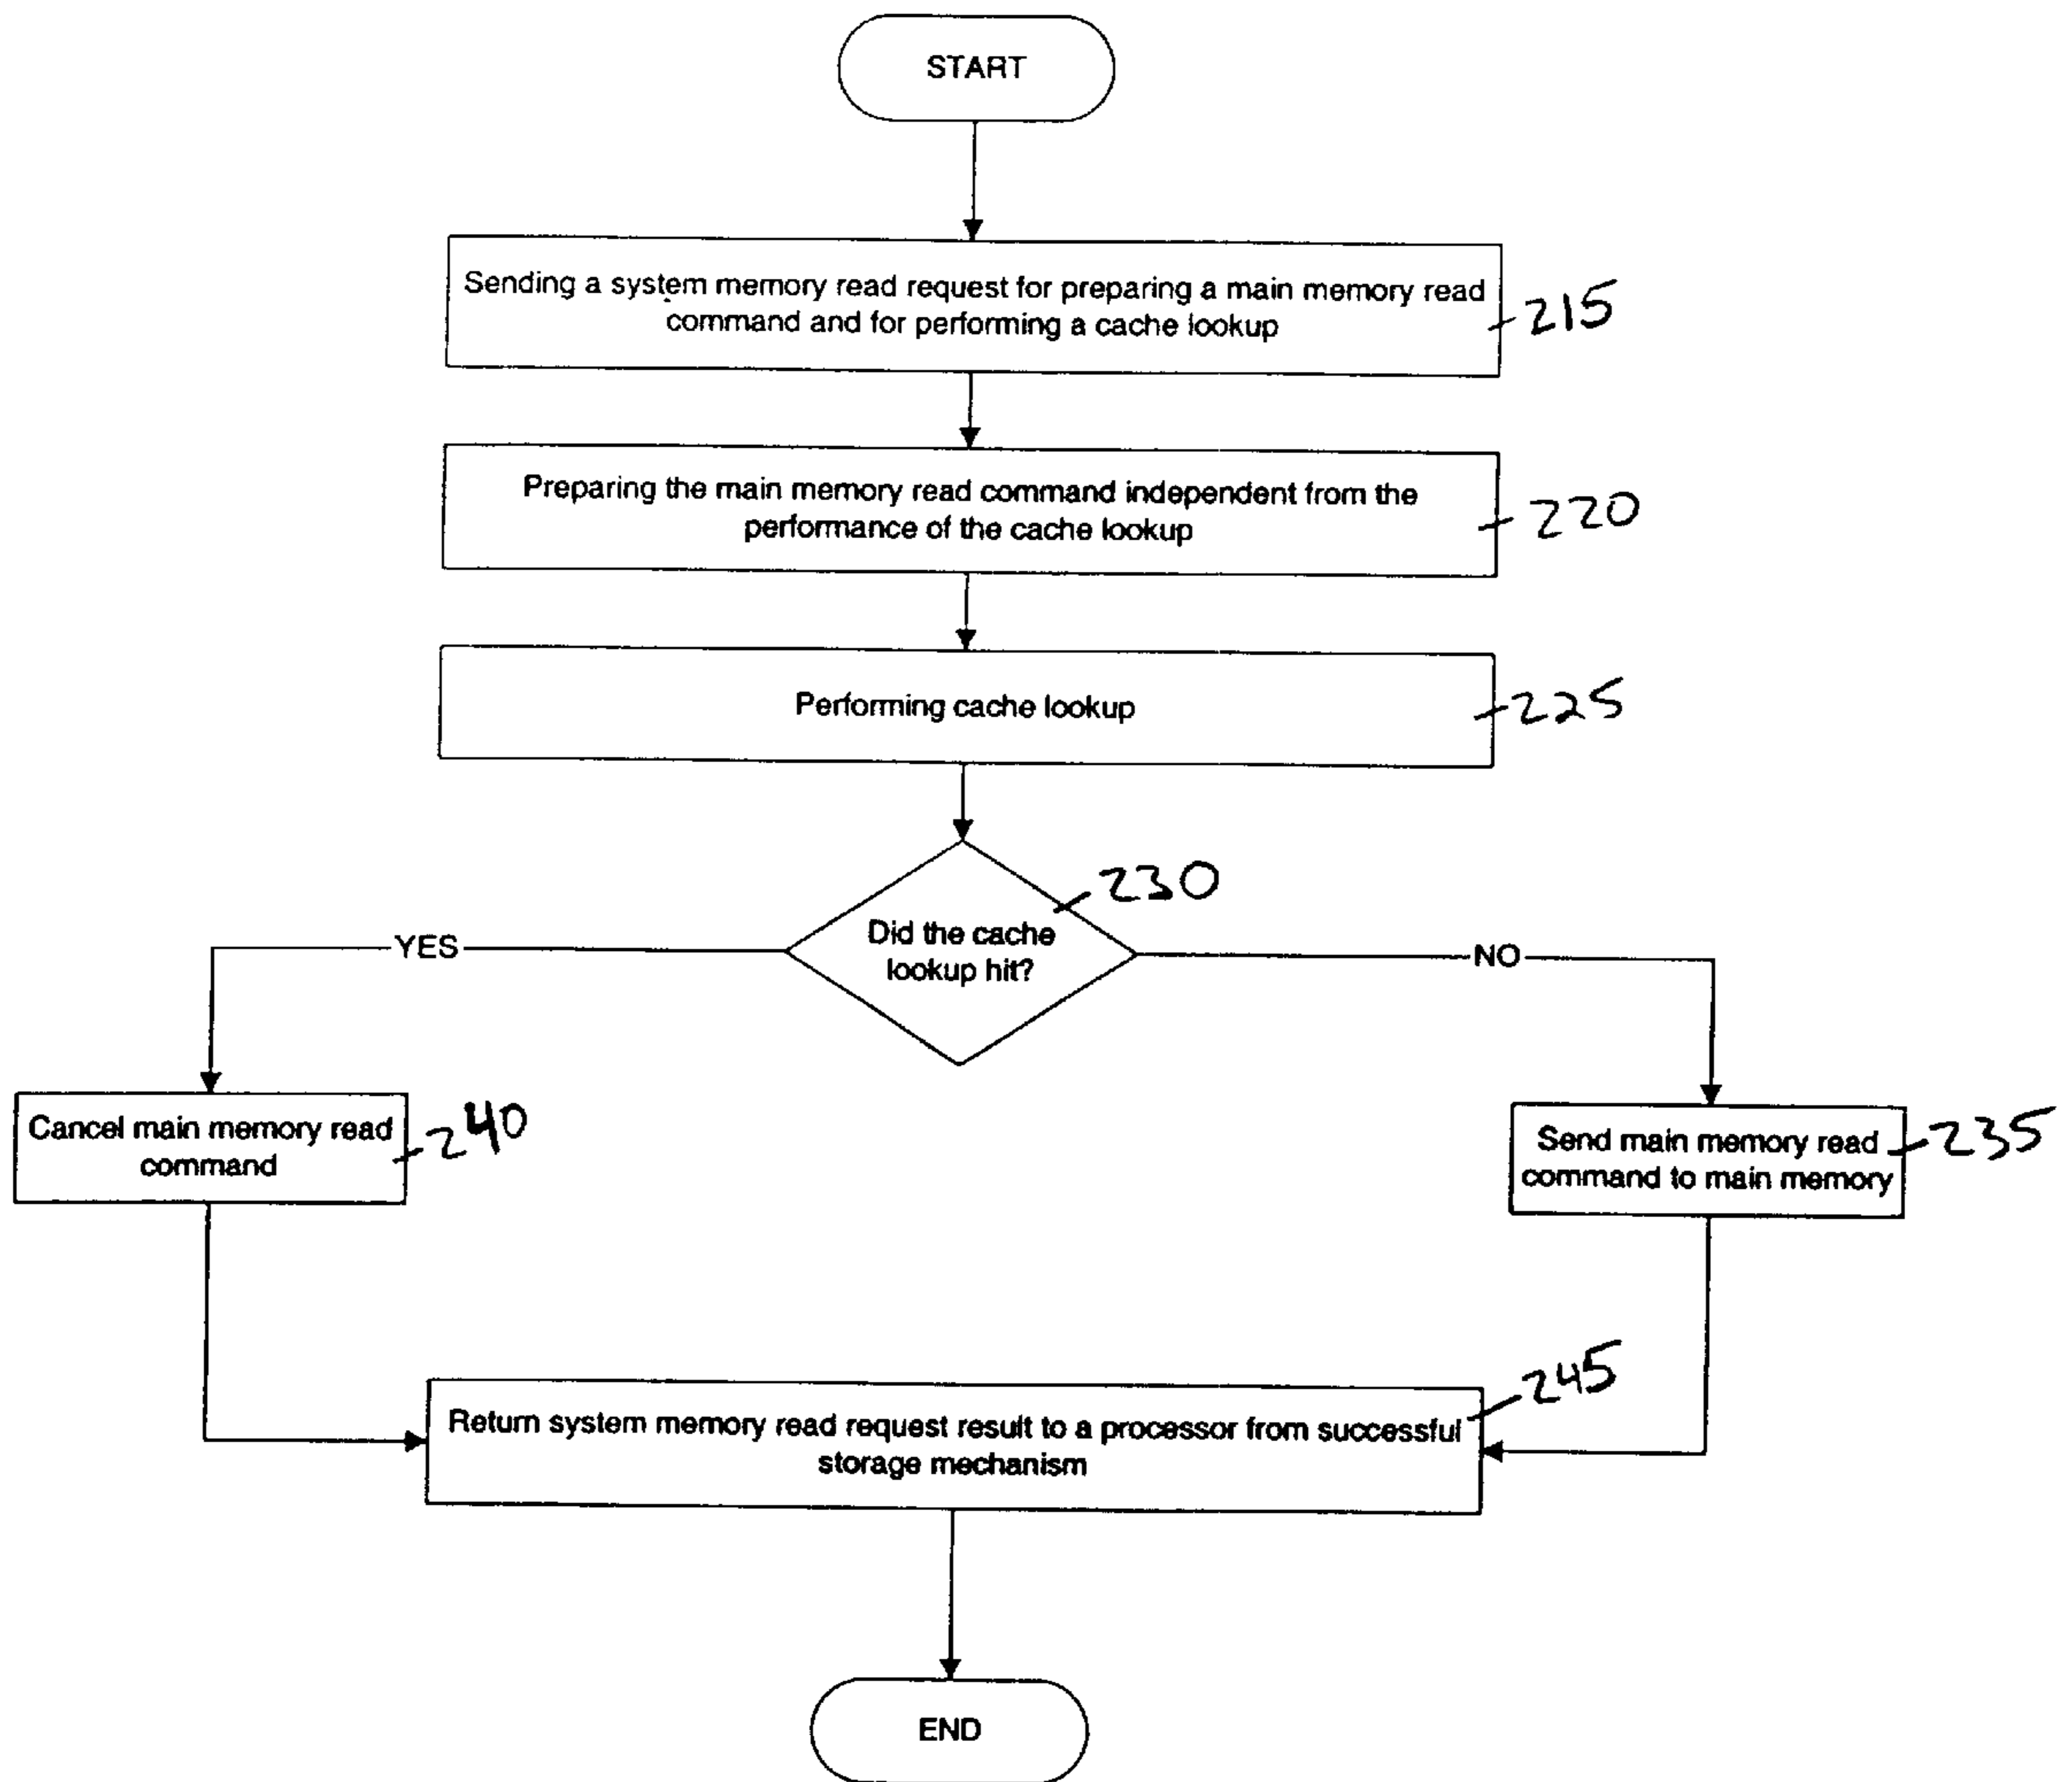 START
Sending a system memory read request for preparing a main memory read
command and for performing a cache lookup
215
Preparing the main memory read command independent from the
performance of the cache lookup
220
Performing cache lookup
225
230
Did the cache
lookup hit?
YES
NO
Cancel main memory read
command
240
Send main memory read
command to main memory
235
245
Return system memory read request result to a processor from successful
storage mechanism
END